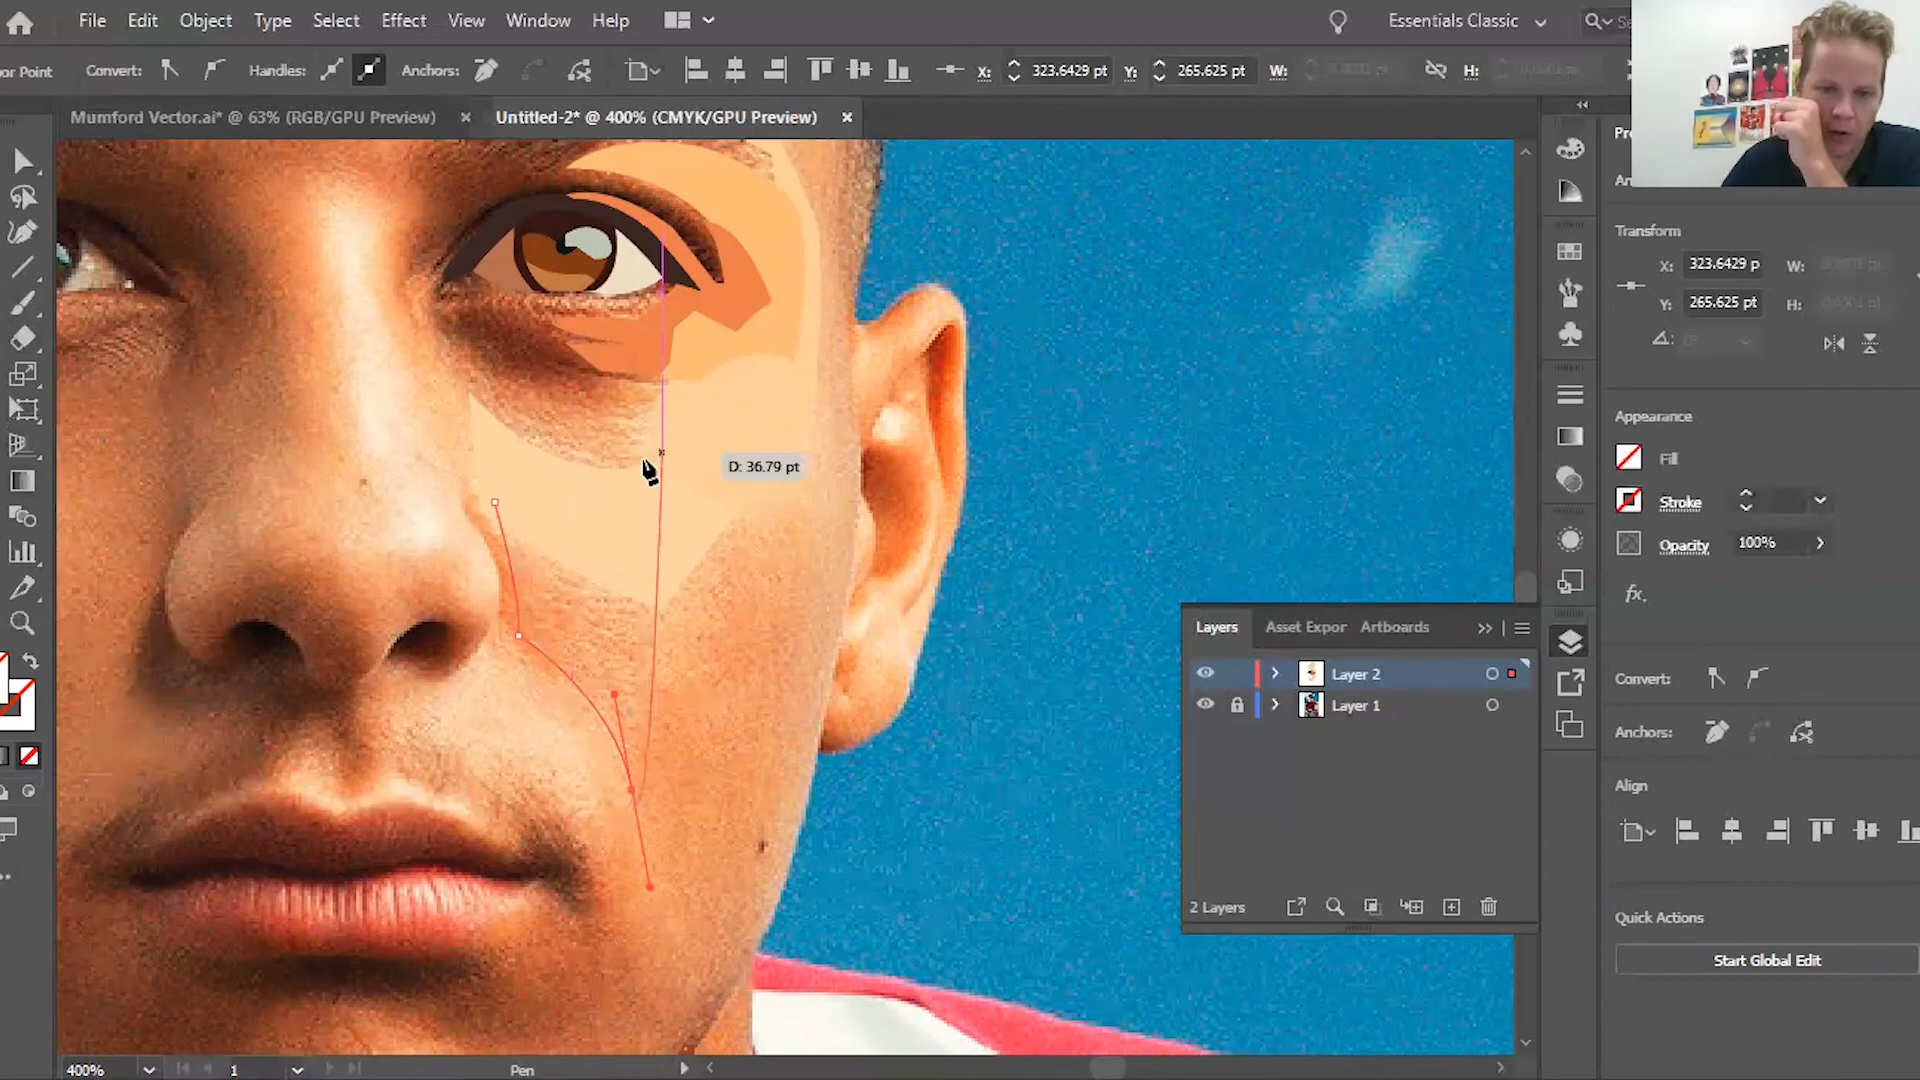 File Edit Object Type Select Effect View Window Help Essentials Classic
or Point Convert: Handles: Anchors: X: 323.6429 pt Y: 265.625 pt W: H:
Mumford Vector.ai* @ 63% (RGB/GPU Preview) × Untitled-2* @ 400% (CMYK/GPU Preview) ×
Transform
X: 323.6429 p W:
Y: 265.625 pt H:
Appearance
Fill
D: 36.79 pt
Stroke
Opacity 100%
fx.
Layers Asset Expor Artboards
Layer 2
Layer 1
Convert:
Anchors:
Align
2 Layers
Quick Actions
Start Global Edit
400% 1 Pen